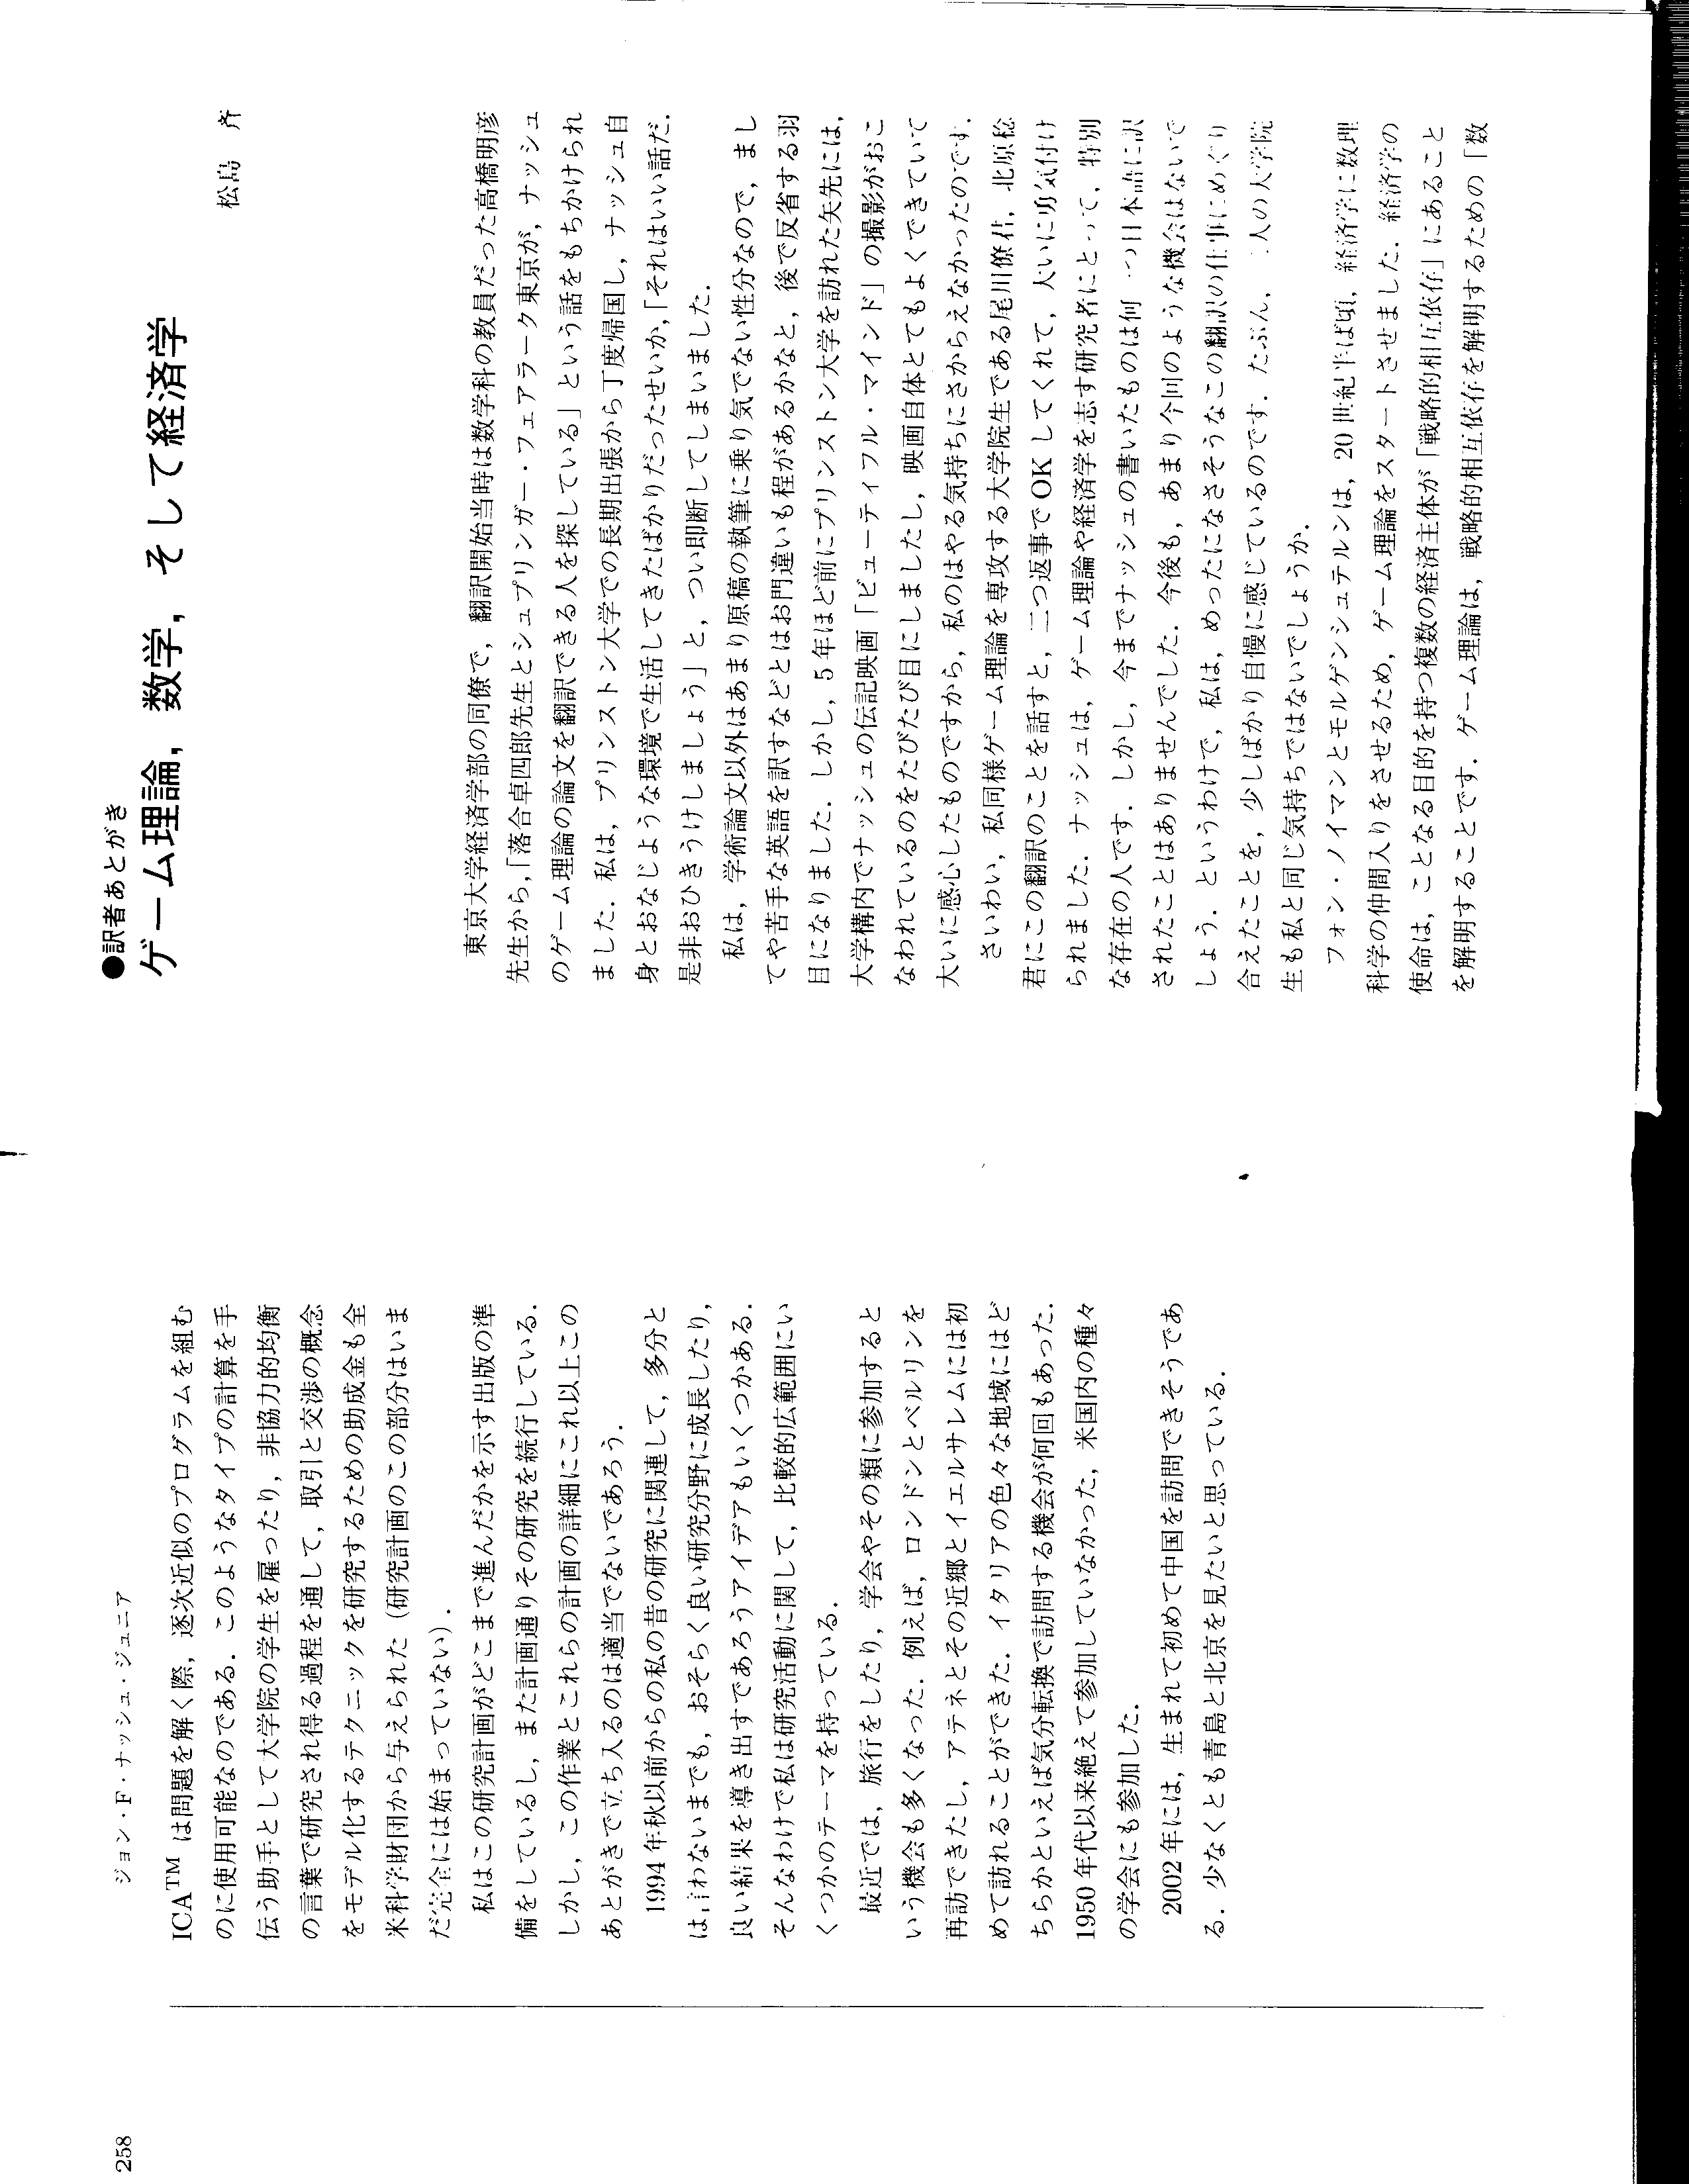 258
ジョン・F・ナッシュ・ジュニア
ICA™ は問題を解く際，逐次近似のプログラムを組む
のに使用可能なのである．このようなタイプの計算を手
伝う助手として大学院の学生を雇ったり，非協力的均衡
の言葉で研究され得る過程を通して，取引と交渉の概念
をモデル化するテクニックを研究するための助成金も全
米科学財団から与えられた（研究計画のこの部分はいま
だ完全には始まっていない）．
私はこの研究計画がどこまで進んだかを示す出版の準
備をしているし，また計画通りその研究を続行している．
しかし，この作業とこれらの計画の詳細にこれ以上この
あとがきで立ち入るのは適当でないであろう．
1994 年秋以前からの私の昔の研究に関連して，多分と
は言わないまでも，おそらく良い研究分野に成長したり，
良い結果を導き出すであろうアイデアもいくつかある．
そんなわけで私は研究活動に関して，比較的広範囲にい
くつかのテーマを持っている．
最近では，旅行をしたり，学会やその類に参加すると
いう機会も多くなった．例えば，ロンドンとベルリンを
再訪できたし，アテネとその近郷とイエルサレムには初
めて訪れることができた．イタリアの色々な地域にはど
ちらかといえば気分転換で訪問する機会が何回もあった．
1950 年代以来絶えて参加していなかった，米国内の種々
の学会にも参加した．
2002 年には，生まれて初めて中国を訪問できそうであ
る．少なくとも青島と北京を見たいと思っている．
●訳者あとがき
ゲーム理論，数学，そして経済学
松島 斉
東京大学経済学部の同僚で，翻訳開始当時は数学科の教員だった高橋明彦
先生から，「落合卓四郎先生とシュプリンガー・フェアラーク東京が，ナッシュ
のゲーム理論の論文を翻訳できる人を探している」という話をもちかけられ
ました．私は，プリンストン大学での長期出張から丁度帰国し，ナッシュ自
身とおなじような環境で生活してきたばかりだったせいか，「それはいい話だ．
是非おひきうけしましょう」と，つい即断してしまいました．
私は，学術論文以外はあまり原稿の執筆に乗り気でない性分なので，まし
てや苦手な英語を訳すなどとはお門違いも程があるかなと，後で反省する羽
目になりました．しかし，5 年ほど前にプリンストン大学を訪れた矢先には，
大学構内でナッシュの伝記映画「ビューティフル・マインド」の撮影がおこ
なわれているのをたびたび目にしましたし，映画自体とてもよくできていて
大いに感心したものですから，私のはやる気持ちにさからえなかったのです．
さいわい，私同様ゲーム理論を専攻する大学院生である尾川僚君，北原稔
君にこの翻訳のことを話すと，二つ返事で OK してくれて，大いに勇気付け
られました．ナッシュは，ゲーム理論や経済学を志す研究者にとって，特別
な存在の人です．しかし，今までナッシュの書いたものは何一つ日本語に訳
されたことはありませんでした．今後も，あまり今回のような機会はないで
しょう．というわけで，私は，めったになさそうなこの翻訳の仕事にめぐり
合えたことを，少しばかり自慢に感じているのです．たぶん，二人の大学院
生も私と同じ気持ちではないでしょうか．
フォン・ノイマンとモルゲンシュテルンは，20 世紀半ば頃，経済学に数理
科学の仲間入りをさせるため，ゲーム理論をスタートさせました．経済学の
使命は，ことなる目的を持つ複数の経済主体が「戦略的相互依存」にあること
を解明することです．ゲーム理論は，戦略的相互依存を解明するための「数